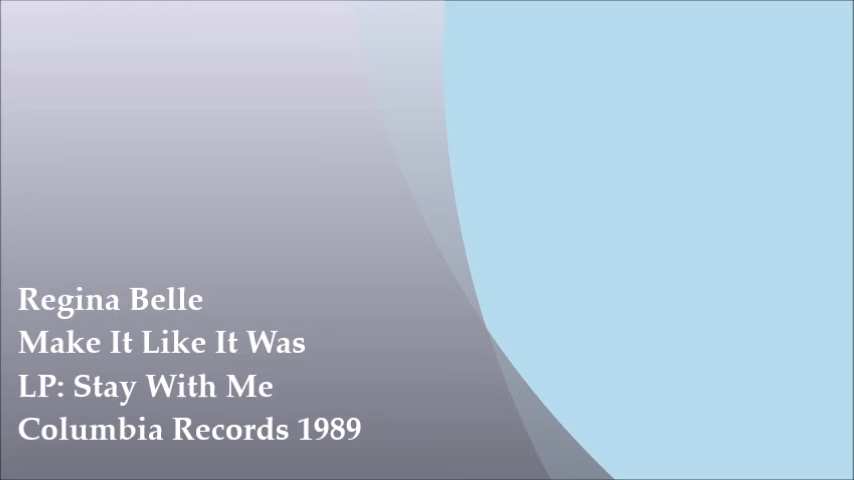 Regina Belle
Make It Like It Was
LP: Stay With Me
Columbia Records 1989